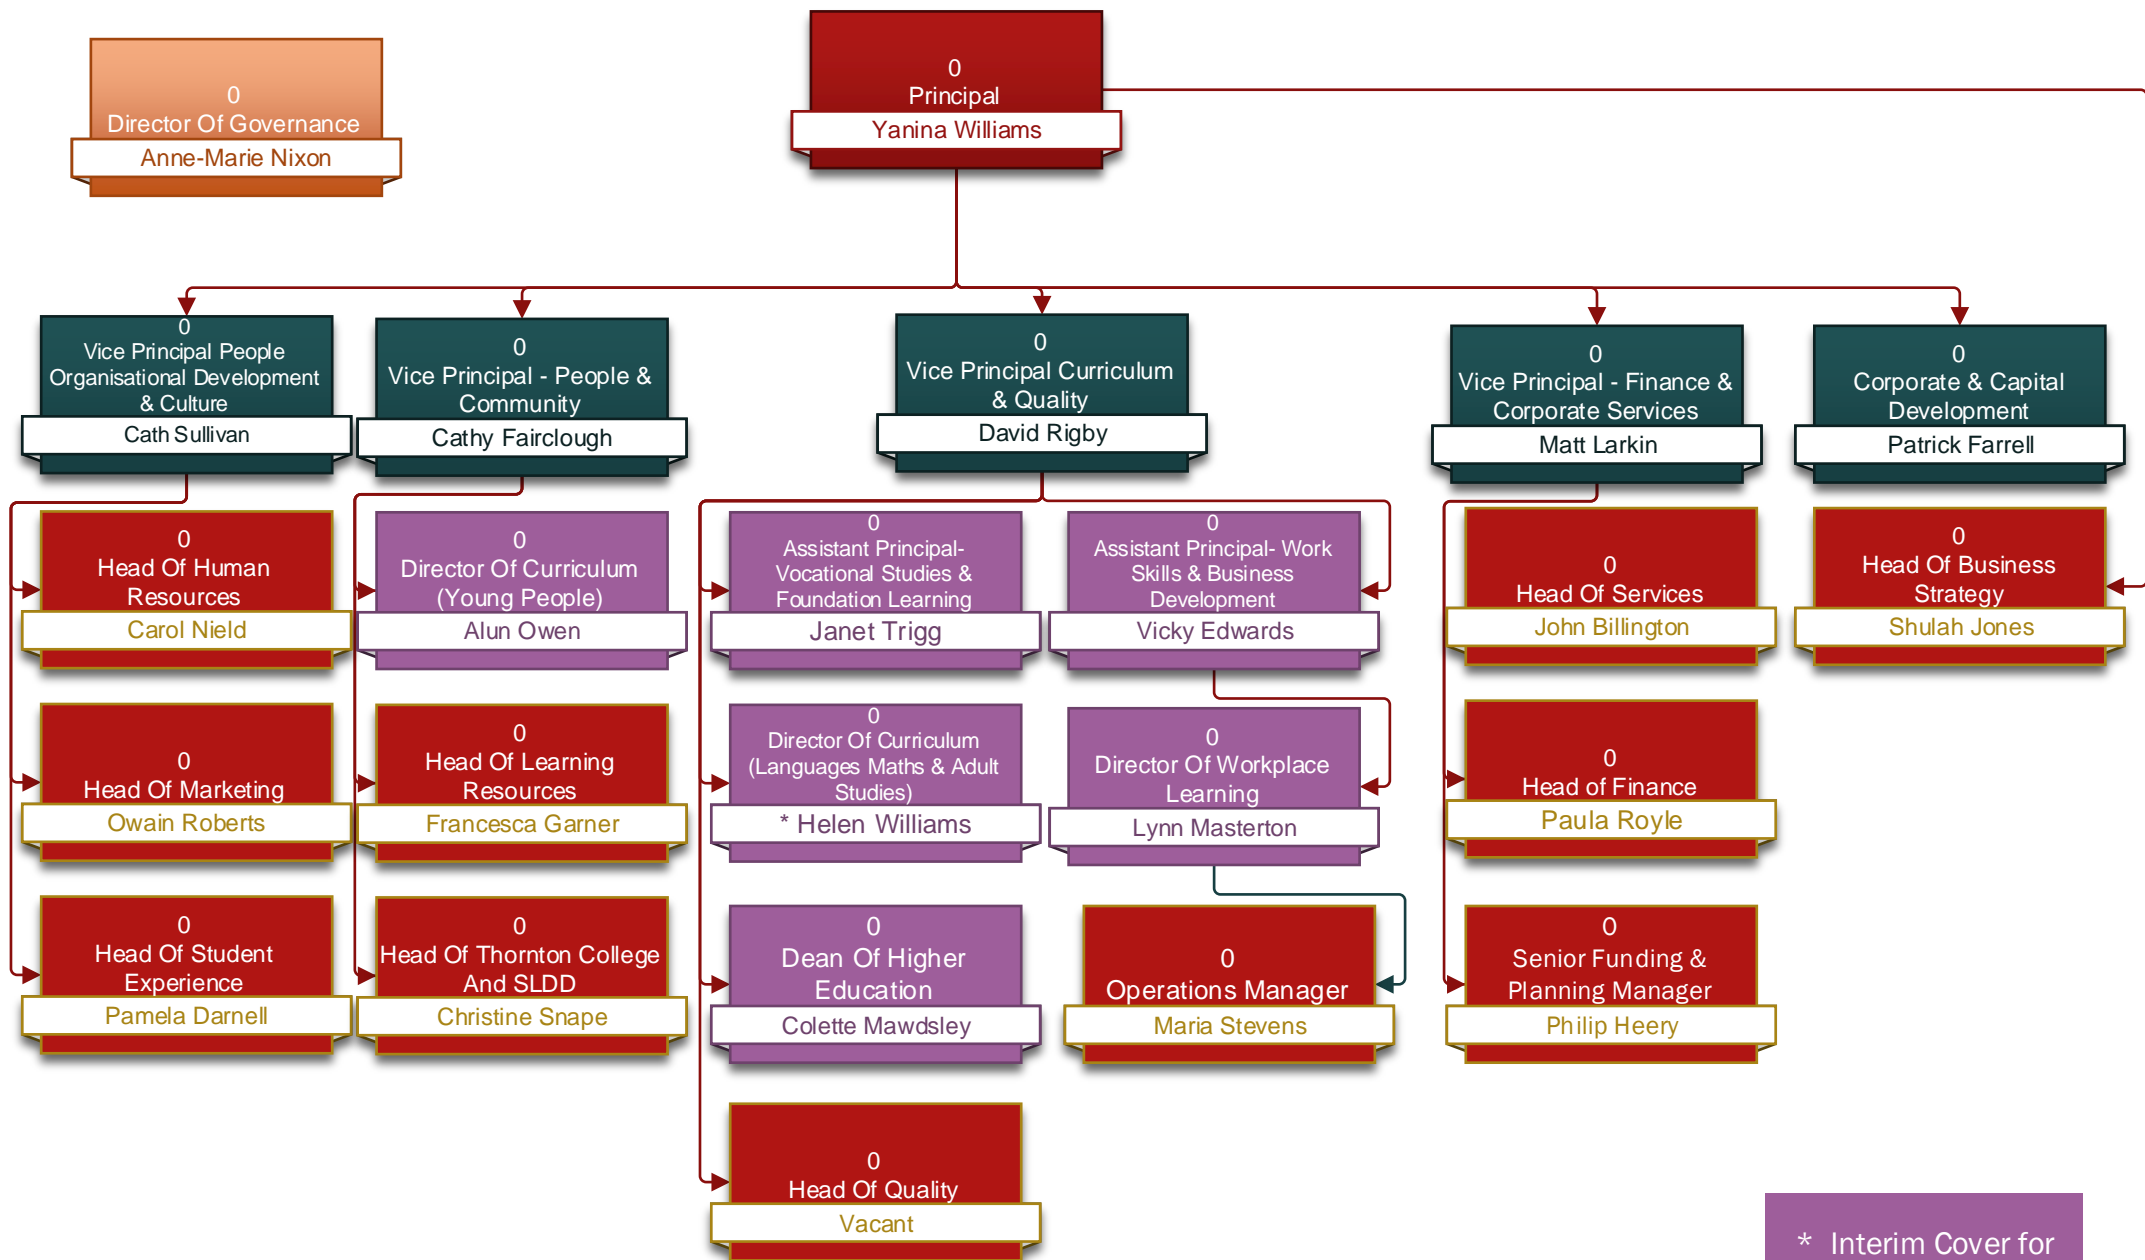 0
Director Of Governance
Anne-Marie Nixon
0
Principal
Yanina Williams
0
Vice Principal People
Organisational Development
& Culture
Cath Sullivan
0
Vice Principal - People &
Community
Cathy Fairclough
0
Vice Principal Curriculum
& Quality
David Rigby
0
Vice Principal - Finance &
Corporate Services
Matt Larkin
0
Corporate & Capital
Development
Patrick Farrell
0
Head Of Human
Resources
Carol Nield
0
Director Of Curriculum
(Young People)
Alun Owen
0
Assistant Principal-
Vocational Studies &
Foundation Learning
Janet Trigg
0
Assistant Principal- Work
Skills & Business
Development
Vicky Edwards
0
Head Of Services
John Billington
0
Head Of Business
Strategy
Shulah Jones
0
Head Of Marketing
Owain Roberts
0
Head Of Learning
Resources
Francesca Garner
0
Director Of Curriculum
(Languages Maths & Adult
Studies)
* Helen Williams
0
Director Of Workplace
Learning
Lynn Masterton
0
Head of Finance
Paula Royle
0
Head Of Student
Experience
Pamela Darnell
0
Head Of Thornton College
And SLDD
Christine Snape
0
Dean Of Higher
Education
Colette Mawdsley
0
Operations Manager
Maria Stevens
0
Senior Funding &
Planning Manager
Philip Heery
0
Head Of Quality
Vacant
* Interim Cover for